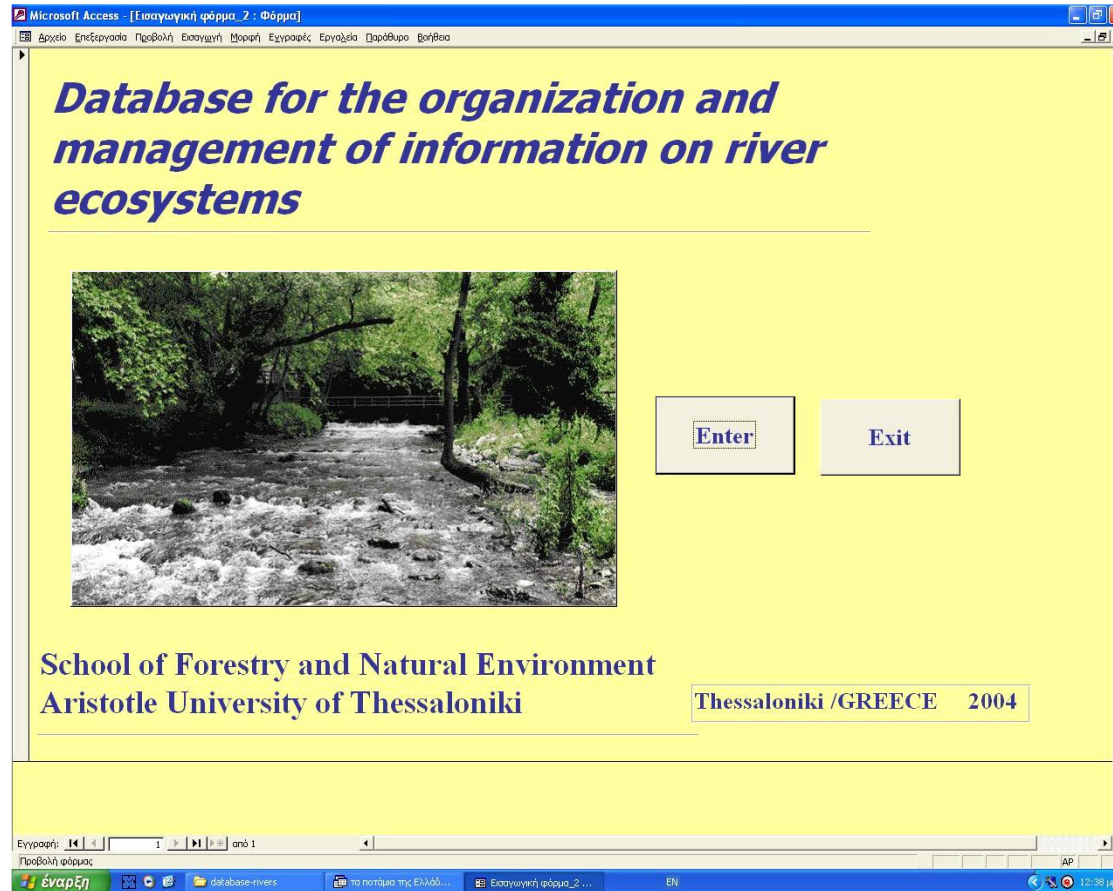 Microsoft Access - [Εισαγωγική φόρμα_2 : Φόρμα]
Αρχείο Επεξεργασία Προβολή Εισαγωγή Μορφή Εγγραφές Εργαλεία Παράθυρο Βοήθεια
Database for the organization and
management of information on river
ecosystems
Enter
Exit
School of Forestry and Natural Environment
Aristotle University of Thessaloniki
Thessaloniki /GREECE 2004
Εγγραφή: 1 από 1
Προβολή φόρμας
AP
έναρξη database-rivers τα ποτάμια της Ελλάδ... Εισαγωγική φόρμα_2 ... EN 12:38 μ